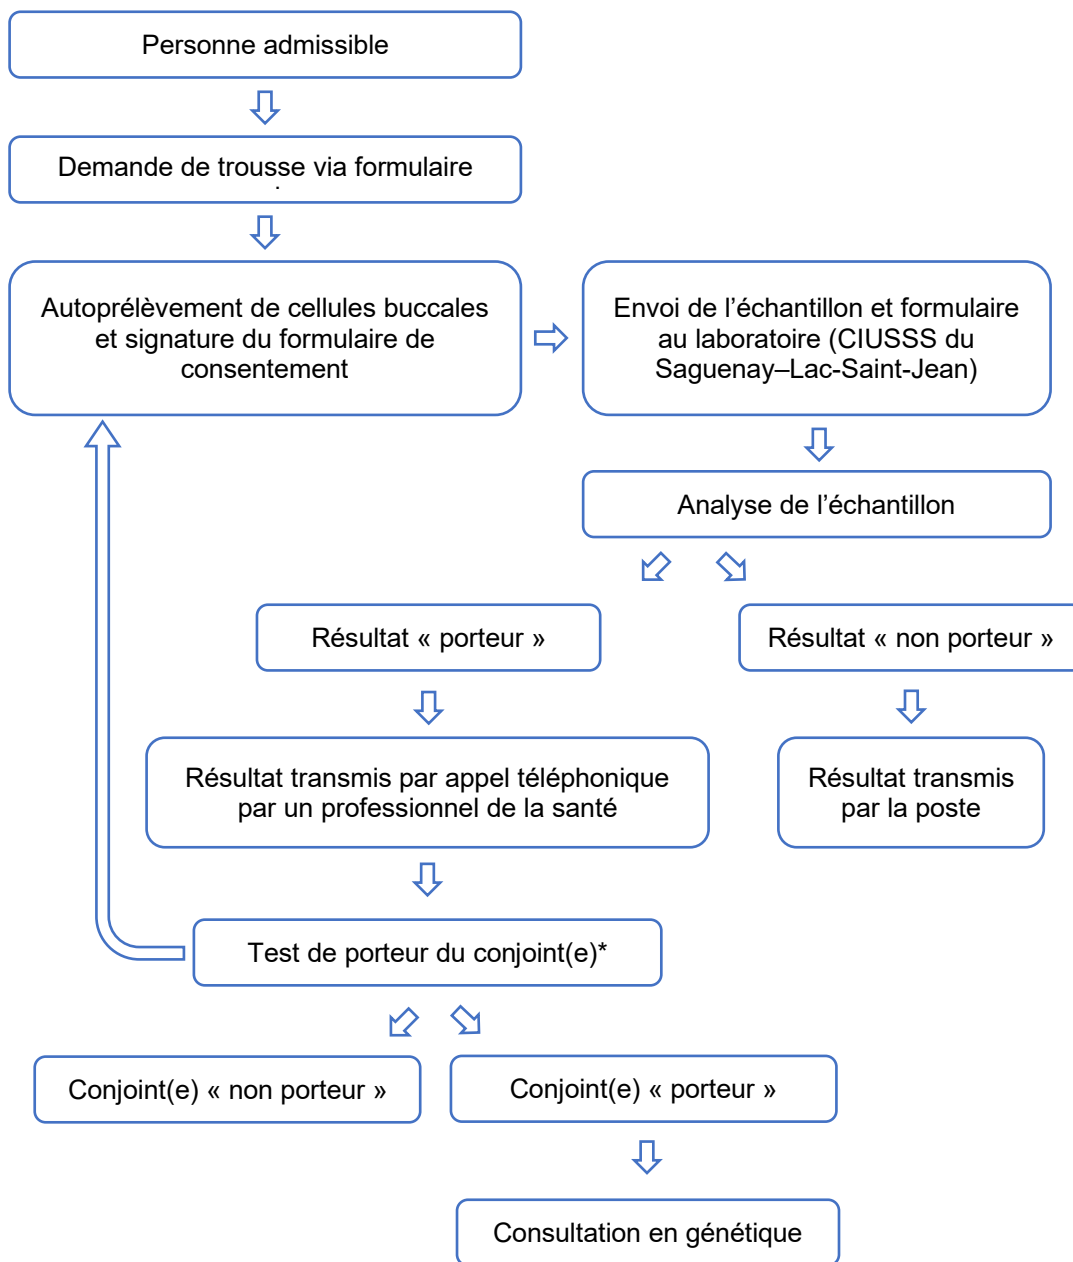 Personne admissible
Demande de trousse via formulaire
Autoprélèvement de cellules buccales
et signature du formulaire de
consentement
Envoi de l’échantillon et formulaire
au laboratoire (CIUSSS du
Saguenay–Lac-Saint-Jean)
Analyse de l’échantillon
Résultat « porteur »
Résultat « non porteur »
Résultat transmis par appel téléphonique
par un professionnel de la santé
Résultat transmis
par la poste
Test de porteur du conjoint(e)*
Conjoint(e) « non porteur »
Conjoint(e) « porteur »
Consultation en génétique